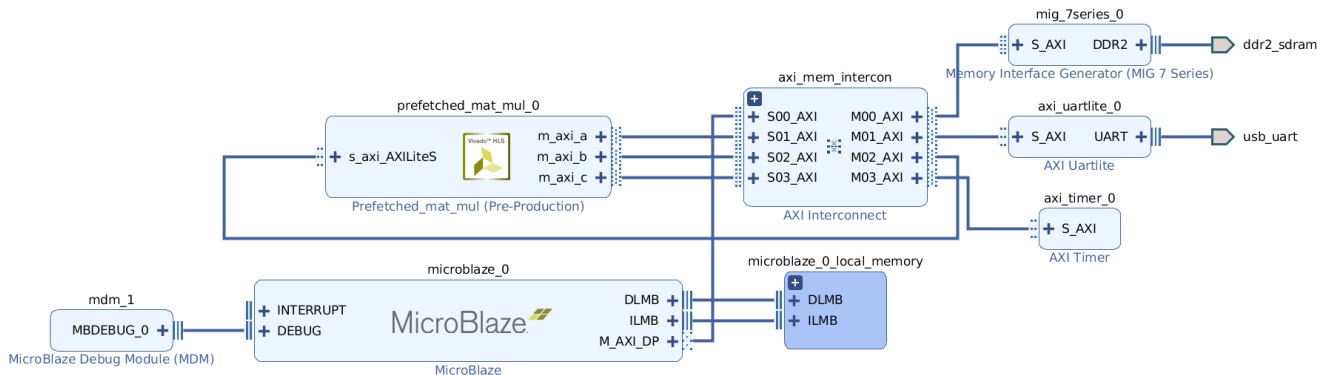 mig_7series_0
S_AXI DDR2
ddr2_sdram
Memory Interface Generator (MIG 7 Series)
axi_mem_intercon
S00_AXI M00_AXI
S01_AXI M01_AXI
S02_AXI M02_AXI
S03_AXI M03_AXI
AXI Interconnect
prefetched_mat_mul_0
s_axi_AXILiteS
Vivado™ HLS
m_axi_a
m_axi_b
m_axi_c
Prefetched_mat_mul (Pre-Production)
axi_uartlite_0
S_AXI UART
usb_uart
AXI Uartlite
axi_timer_0
S_AXI
AXI Timer
microblaze_0
INTERRUPT
DEBUG
MicroBlaze
DLMB
ILMB
M_AXI_DP
MicroBlaze
microblaze_0_local_memory
DLMB
ILMB
mdm_1
MBDEBUG_0
MicroBlaze Debug Module (MDM)